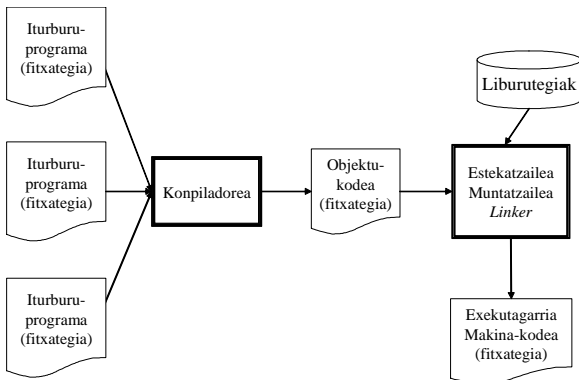 Iturburu-
programa
(fitxategia)
Iturburu-
programa
(fitxategia)
Iturburu-
programa
(fitxategia)
Konpiladorea
Objektu-
kodea
(fitxategia)
Liburutegiak
Estekatzailea
Muntatzailea
Linker
Exekutagarria
Makina-kodea
(fitxategia)